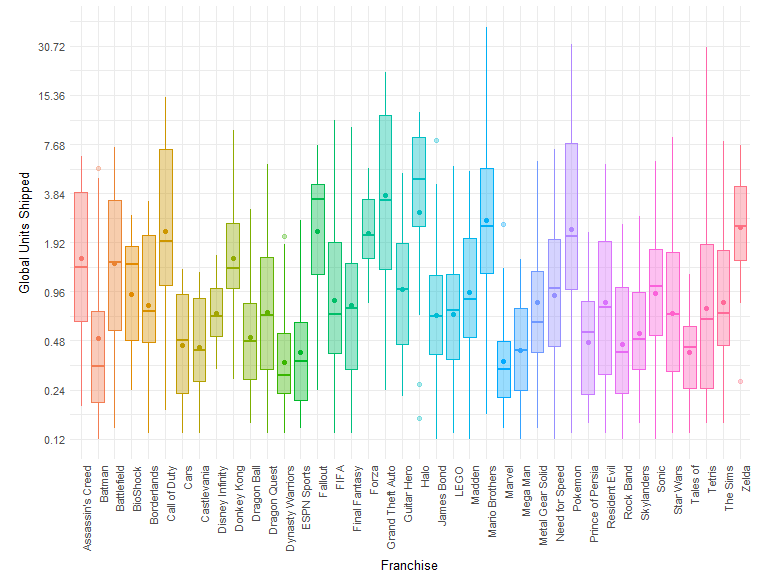 30.72
15.36
7.68
3.84
1.92
0.96
0.48
0.24
0.12
Global Units Shipped
Assassin's Creed
Batman
Battlefield
BioShock
Borderlands
Call of Duty
Cars
Castlevania
Disney Infinity
Donkey Kong
Dragon Ball
Dragon Quest
Dynasty Warriors
ESPN Sports
Fallout
FIFA
Final Fantasy
Forza
Grand Theft Auto
Guitar Hero
Halo
James Bond
LEGO
Madden
Mario Brothers
Marvel
Mega Man
Metal Gear Solid
Need for Speed
Pokemon
Prince of Persia
Resident Evil
Rock Band
Skylanders
Sonic
Star Wars
Tales of
Tetris
The Sims
Zelda
Franchise